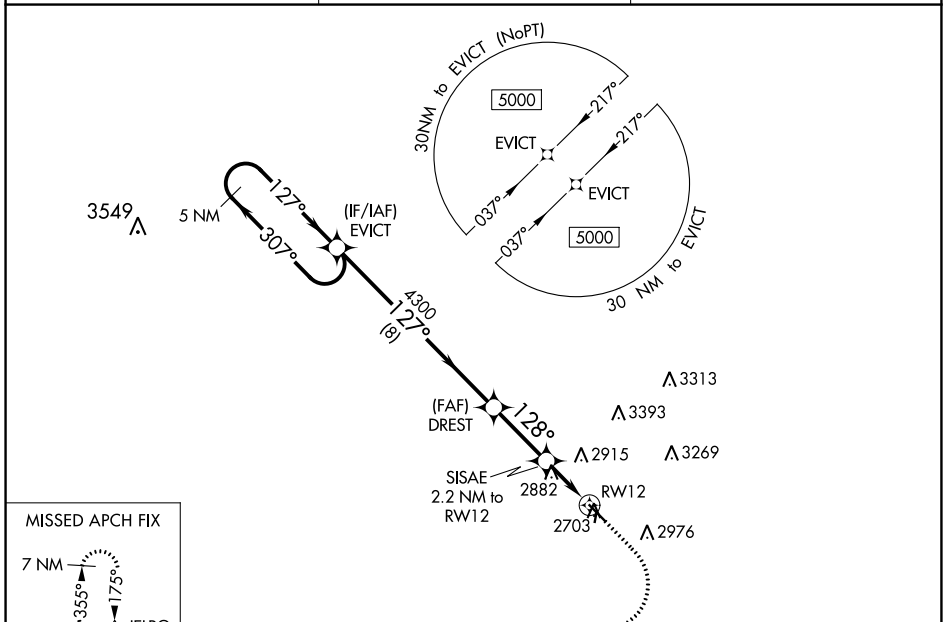 30NM to EVICT (NoPT)
5000
217°
EVICT
037°
217°
EVICT
037°
5000
30 NM to EVICT
3549
5 NM
127°
307°
(IF/IAF)
EVICT
4300
127°
(8)
(FAF)
DREST
128°
3313
3393
2915
3269
SISAE
2.2 NM to
RW12
2882
RW12
2703
2976
MISSED APCH FIX
7 NM
355°
175°